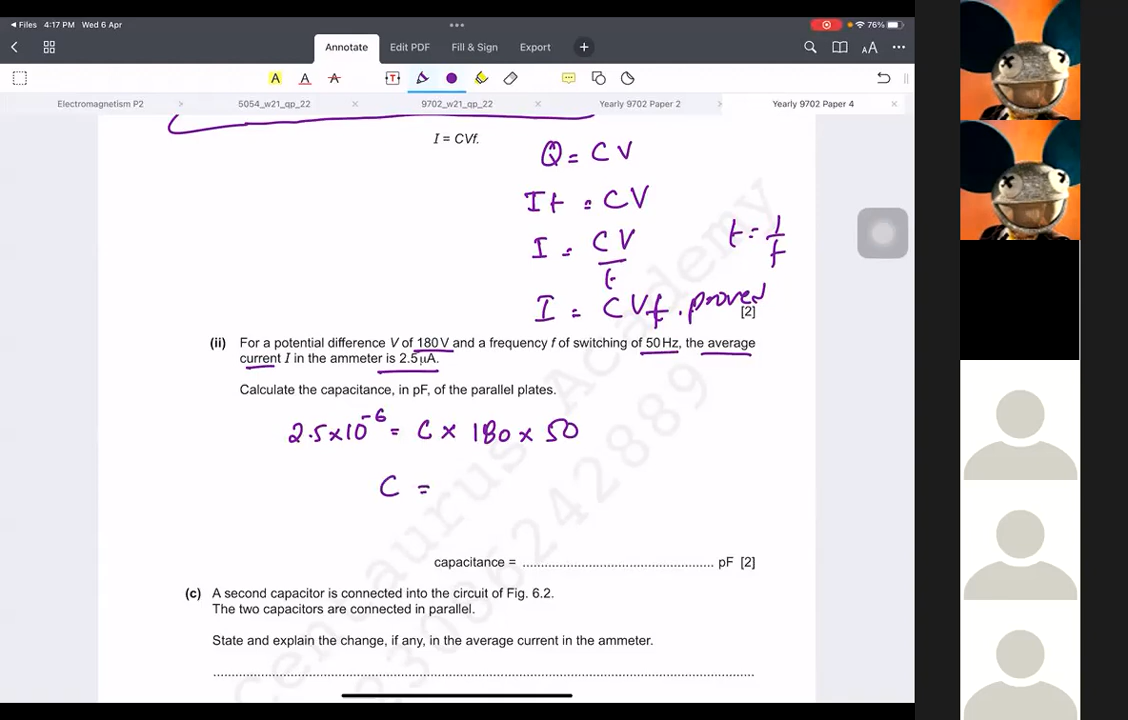 Files 4:17 PM Wed 6 Apr 76%
Annotate Edit PDF Fill & Sign Export
A A A T
Electromagnetism P2 5054_w21_qp_22 9702_w21_qp_22 Yearly 9702 Paper 2 Yearly 9702 Paper 4
I = CVf.
Q = CV
It = CV
I = CV/t t = 1/f
I = CVf . proved
[2]
(ii) For a potential difference V of 180 V and a frequency f of switching of 50 Hz, the average
current I in the ammeter is 2.5 μA.
Calculate the capacitance, in pF, of the parallel plates.
2.5×10⁻⁶ = C × 180 × 50
C =
capacitance = ................................................ pF [2]
(c) A second capacitor is connected into the circuit of Fig. 6.2.
The two capacitors are connected in parallel.
State and explain the change, if any, in the average current in the ammeter.
Centaurus Academy